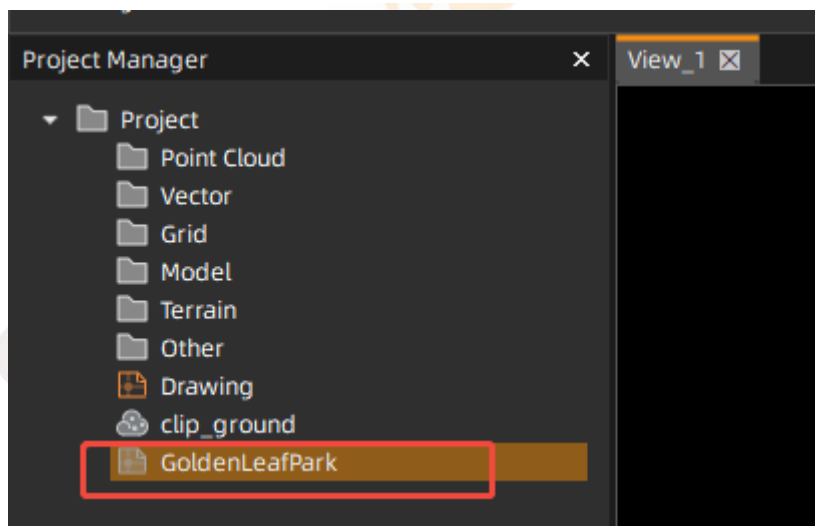 Project Manager
View_1
Project
Point Cloud
Vector
Grid
Model
Terrain
Other
Drawing
clip_ground
GoldenLeafPark